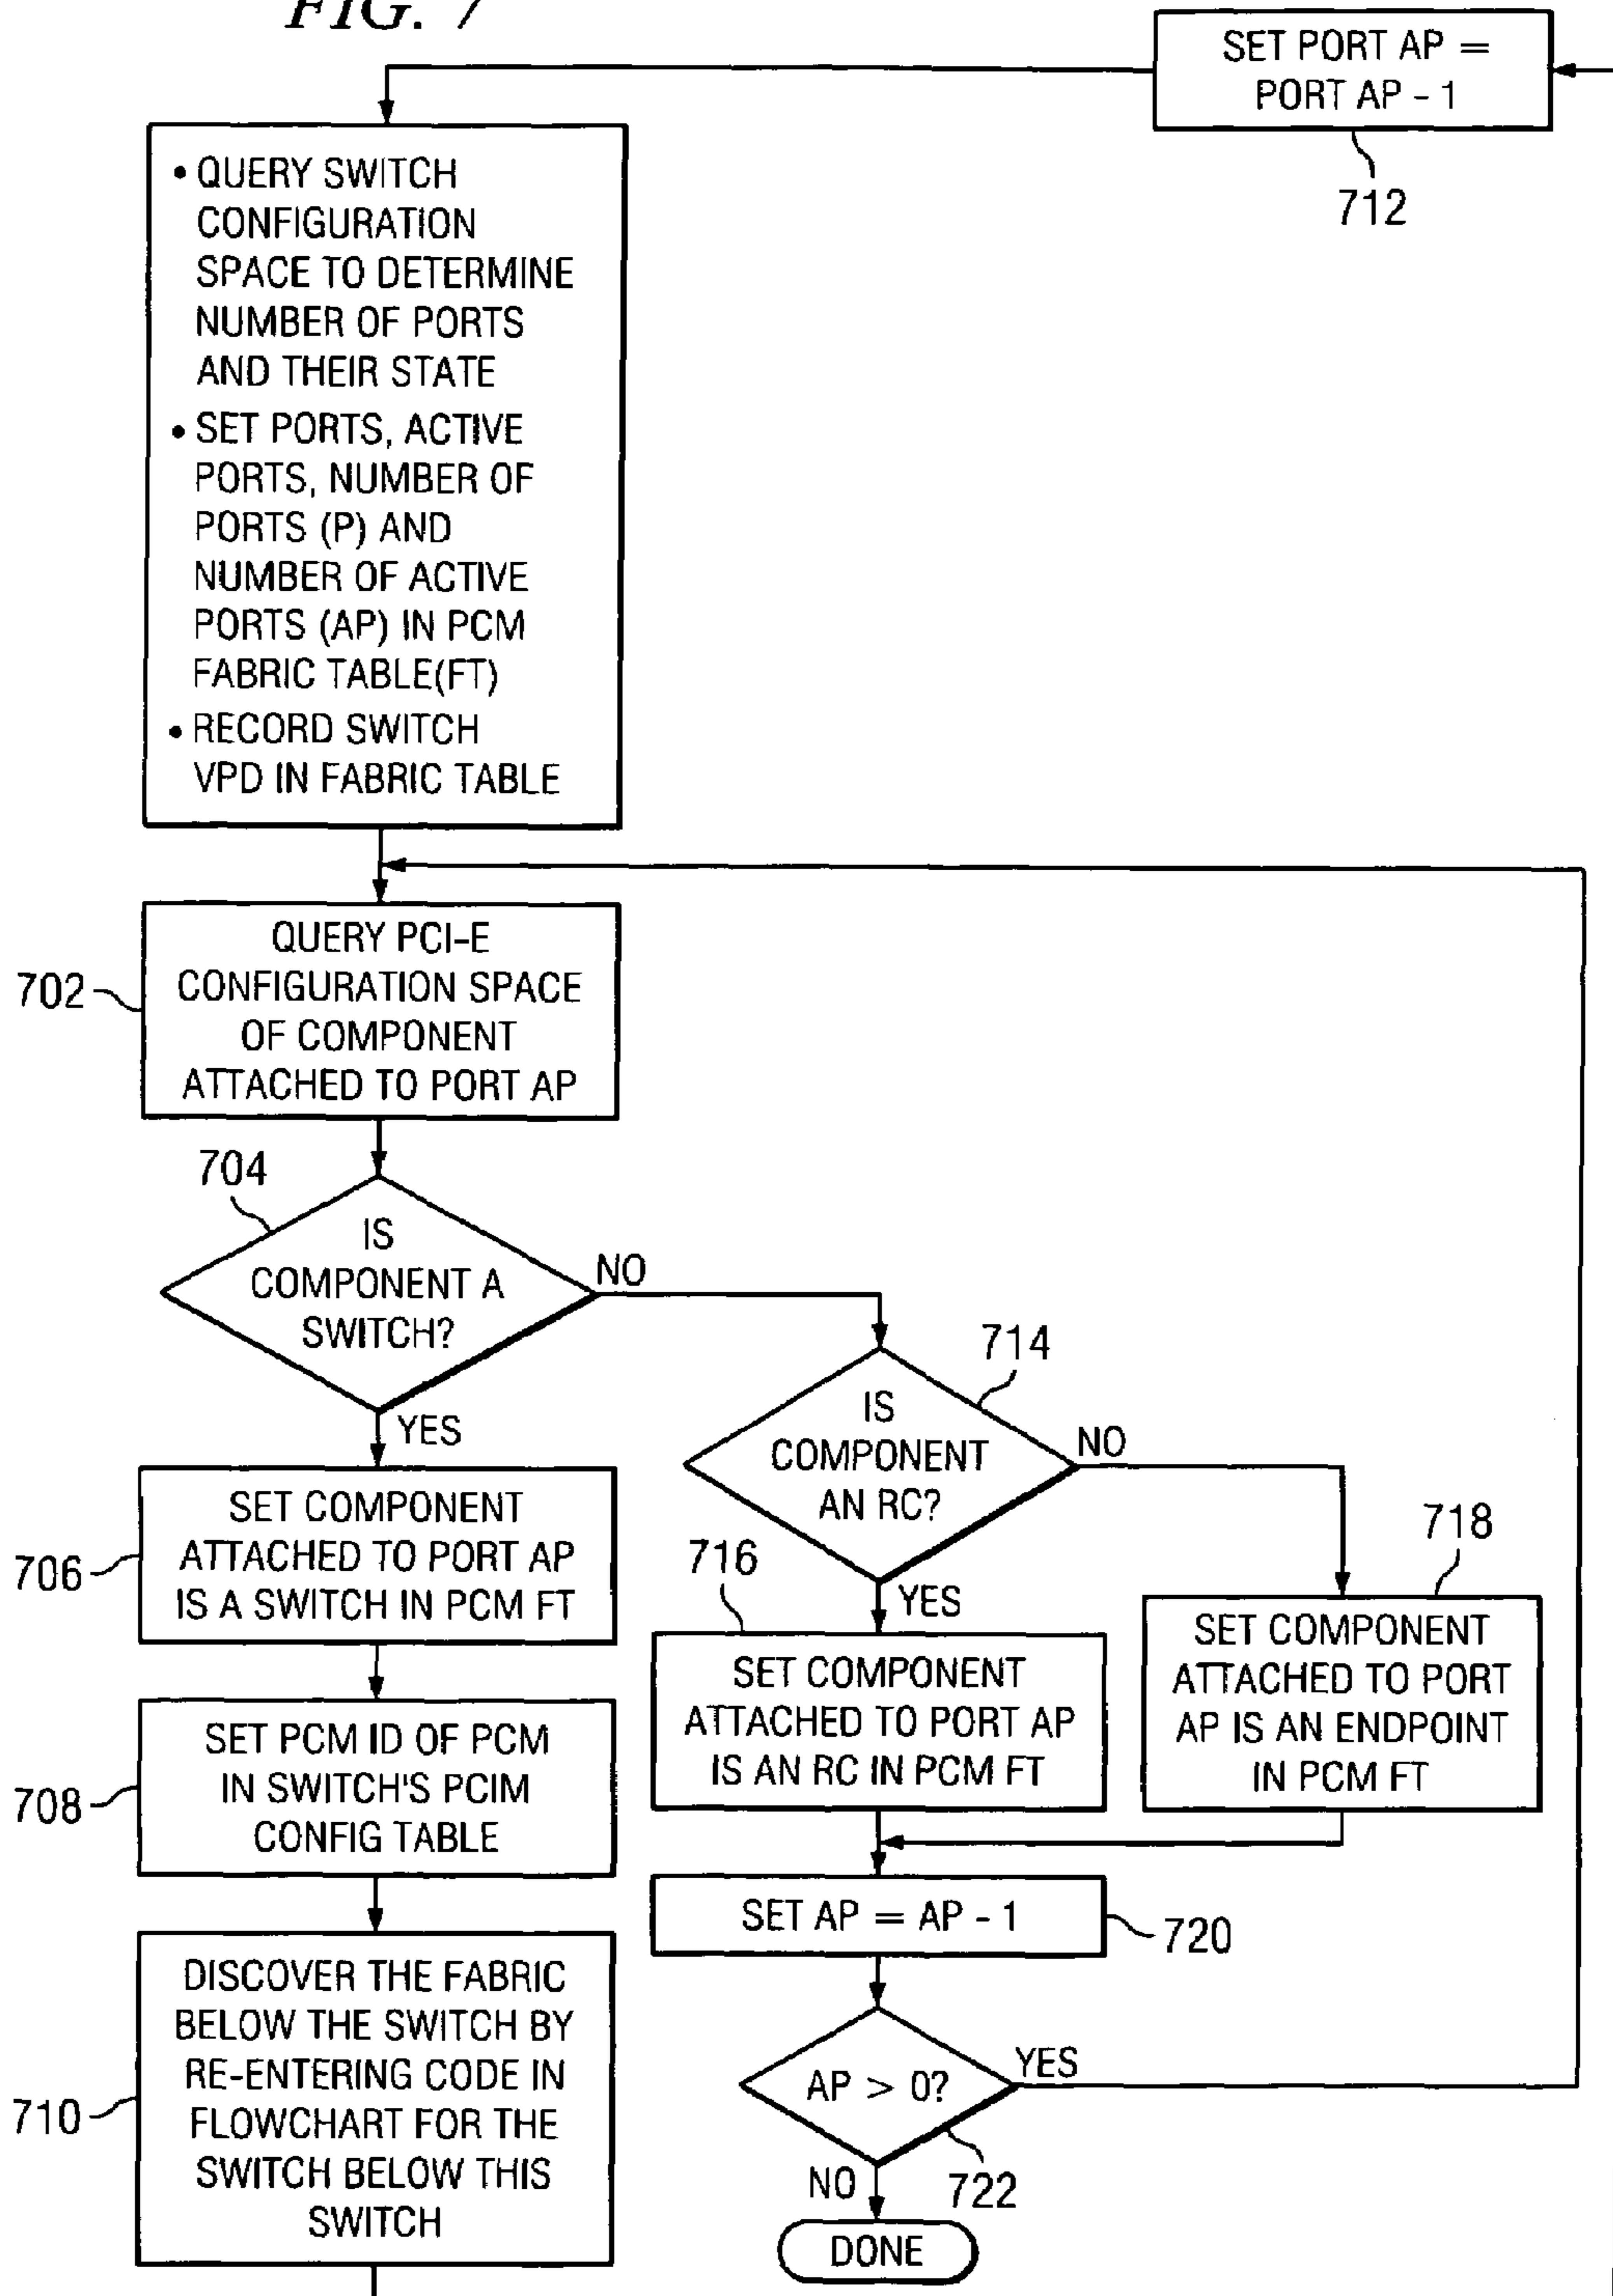 FIG. 7
SET PORT AP =
PORT AP - 1
712
• QUERY SWITCH
CONFIGURATION
SPACE TO DETERMINE
NUMBER OF PORTS
AND THEIR STATE
• SET PORTS, ACTIVE
PORTS, NUMBER OF
PORTS (P) AND
NUMBER OF ACTIVE
PORTS (AP) IN PCM
FABRIC TABLE(FT)
• RECORD SWITCH
VPD IN FABRIC TABLE
702
QUERY PCI-E
CONFIGURATION SPACE
OF COMPONENT
ATTACHED TO PORT AP
704
IS
COMPONENT A
SWITCH?
NO
YES
714
IS
COMPONENT
AN RC?
NO
YES
706
SET COMPONENT
ATTACHED TO PORT AP
IS A SWITCH IN PCM FT
716
SET COMPONENT
ATTACHED TO PORT AP
IS AN RC IN PCM FT
718
SET COMPONENT
ATTACHED TO PORT
AP IS AN ENDPOINT
IN PCM FT
708
SET PCM ID OF PCM
IN SWITCH'S PCIM
CONFIG TABLE
SET AP = AP - 1
720
710
DISCOVER THE FABRIC
BELOW THE SWITCH BY
RE-ENTERING CODE IN
FLOWCHART FOR THE
SWITCH BELOW THIS
SWITCH
AP > 0?
YES
722
NO
DONE